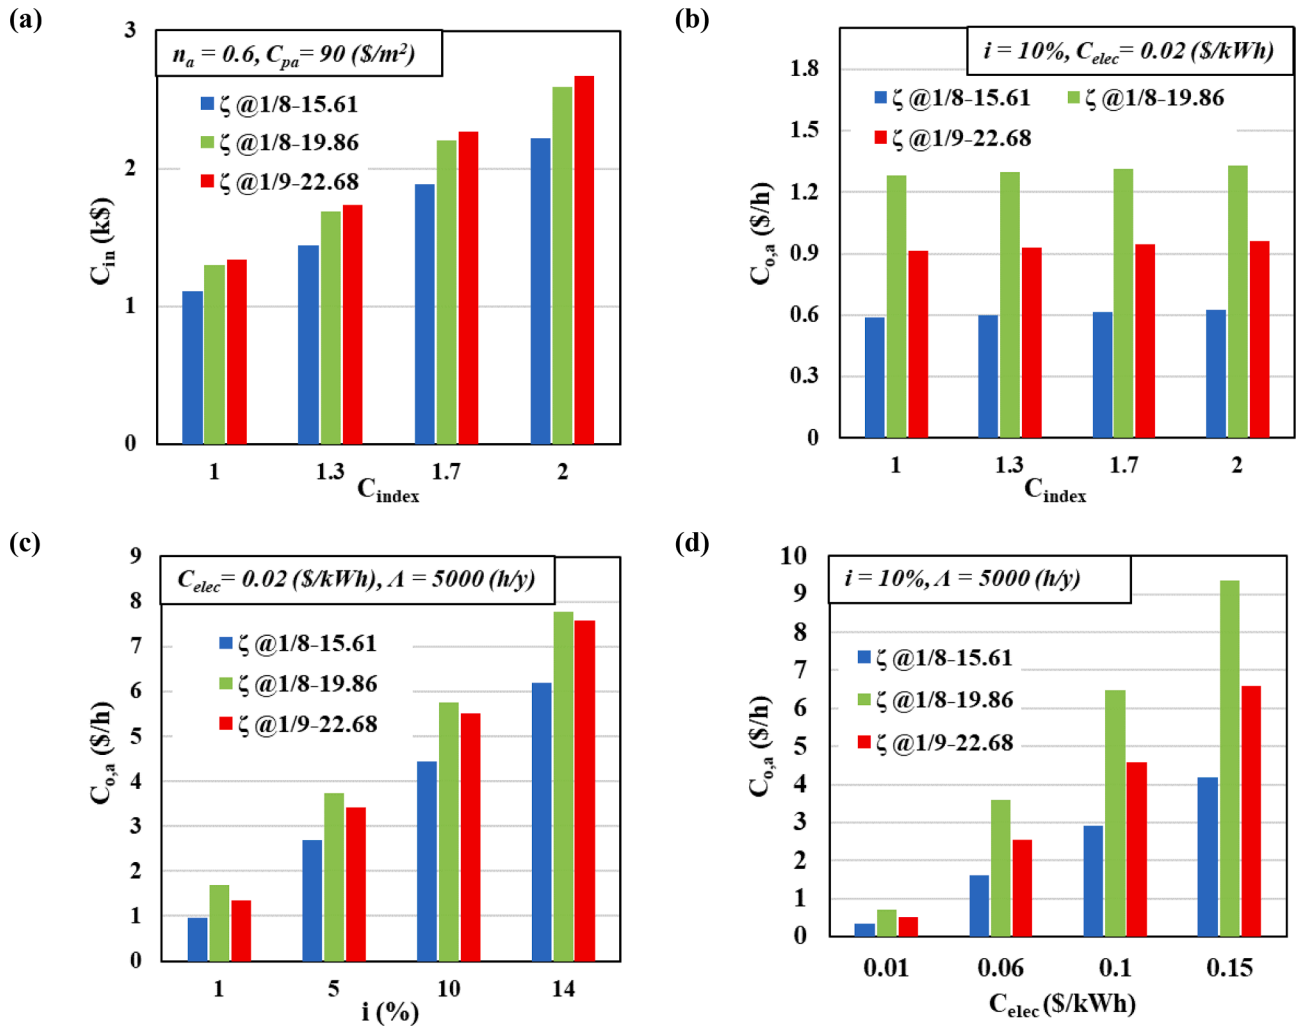 (a)
n_a = 0.6, C_pa= 90 ($/m²)
ζ @1/8-15.61
ζ @1/8-19.86
ζ @1/9-22.68
C_in (k$)
3
2
1
0
1 1.3 1.7 2
C_index
(b)
i = 10%, C_elec= 0.02 ($/kWh)
ζ @1/8-15.61 ζ @1/8-19.86
ζ @1/9-22.68
C_o,a ($/h)
1.8
1.5
1.2
0.9
0.6
0.3
0
1 1.3 1.7 2
C_index
(c)
C_elec= 0.02 ($/kWh), Λ = 5000 (h/y)
ζ @1/8-15.61
ζ @1/8-19.86
ζ @1/9-22.68
C_o,a ($/h)
9
8
7
6
5
4
3
2
1
0
1 5 10 14
i (%)
(d)
i = 10%, Λ = 5000 (h/y)
ζ @1/8-15.61
ζ @1/8-19.86
ζ @1/9-22.68
C_o,a ($/h)
10
9
8
7
6
5
4
3
2
1
0
0.01 0.06 0.1 0.15
C_elec ($/kWh)